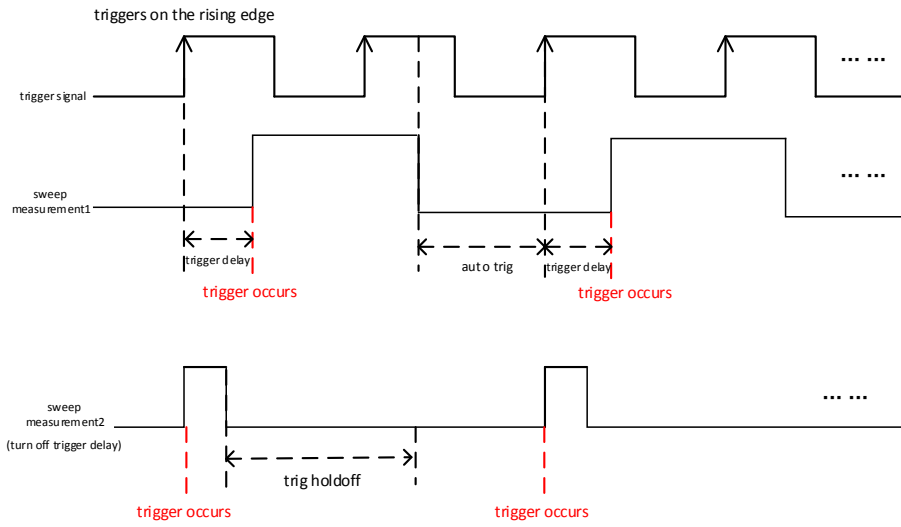 triggers on the rising edge
... ...
trigger signal
... ...
sweep
measurement1
trigger delay
auto trig
trigger delay
trigger occurs
trigger occurs
... ...
sweep
measurement2
(turn off trigger delay)
trig holdoff
trigger occurs
trigger occurs